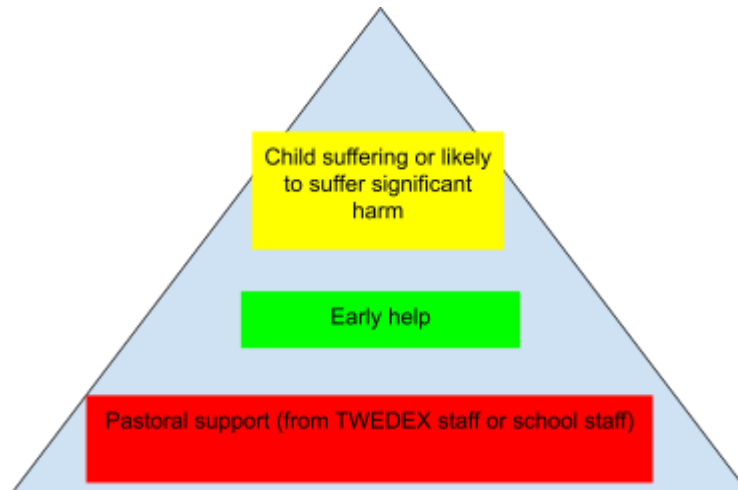 Child suffering or likely
to suffer significant
harm
Early help
Pastoral support (from TWEDEX staff or school staff)